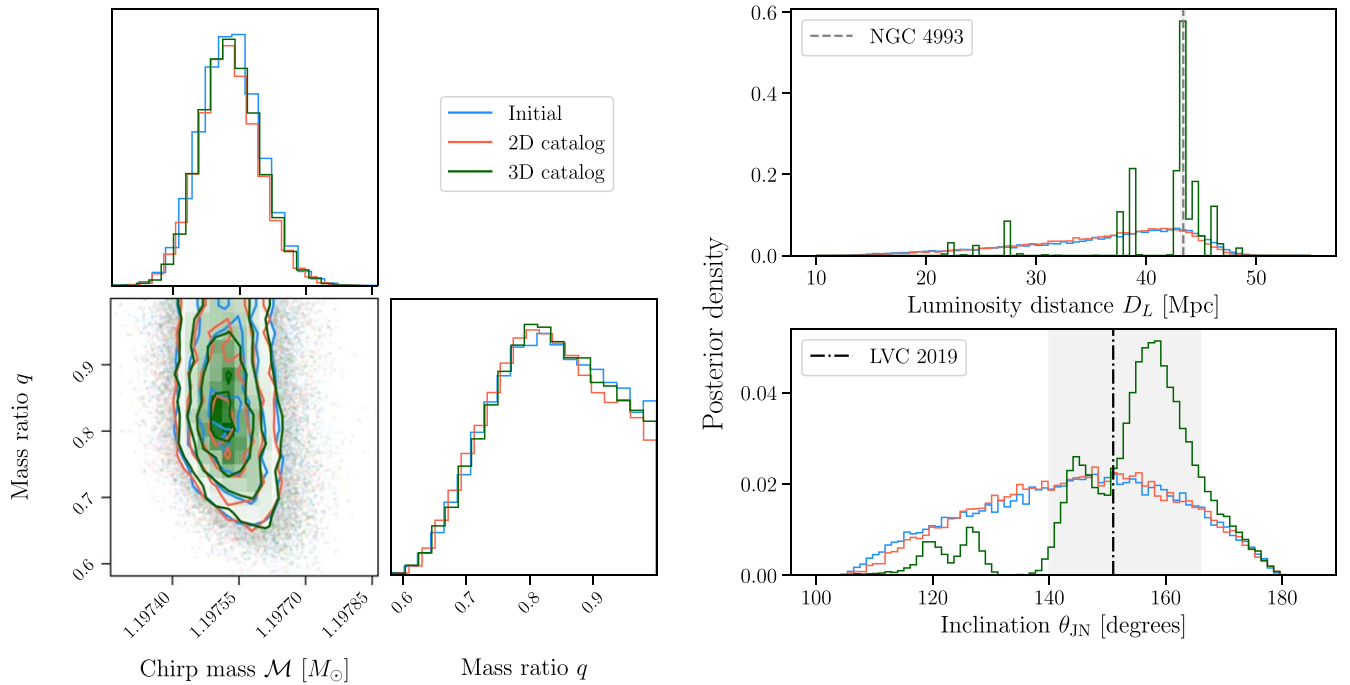 Initial
2D catalog
3D catalog
Mass ratio q
0.9
0.8
0.7
0.6
1.19740
1.19755
1.19770
1.19785
Chirp mass ℳ [M☉]
0.6
0.7
0.8
0.9
Mass ratio q
Posterior density
0.6
0.4
0.2
0.0
NGC 4993
10
20
30
40
50
Luminosity distance D_L [Mpc]
0.04
0.02
0.00
LVC 2019
100
120
140
160
180
Inclination θ_JN [degrees]